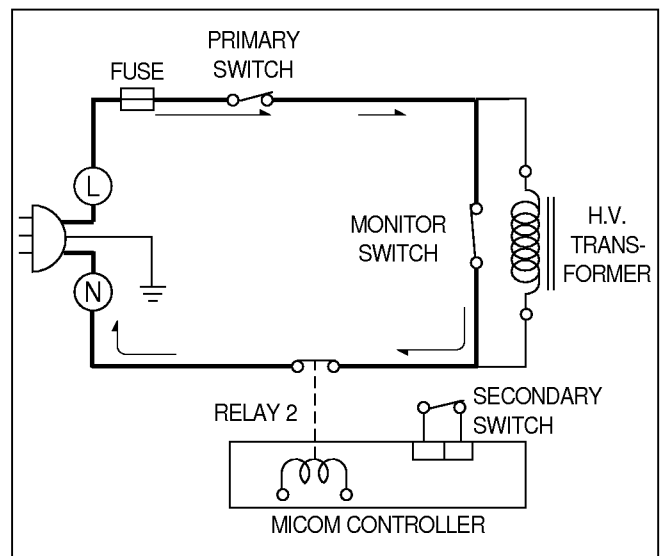 PRIMARY
SWITCH
FUSE
L
MONITOR
SWITCH
H.V.
TRANS-
FORMER
N
RELAY 2
SECONDARY
SWITCH
MICOM CONTROLLER